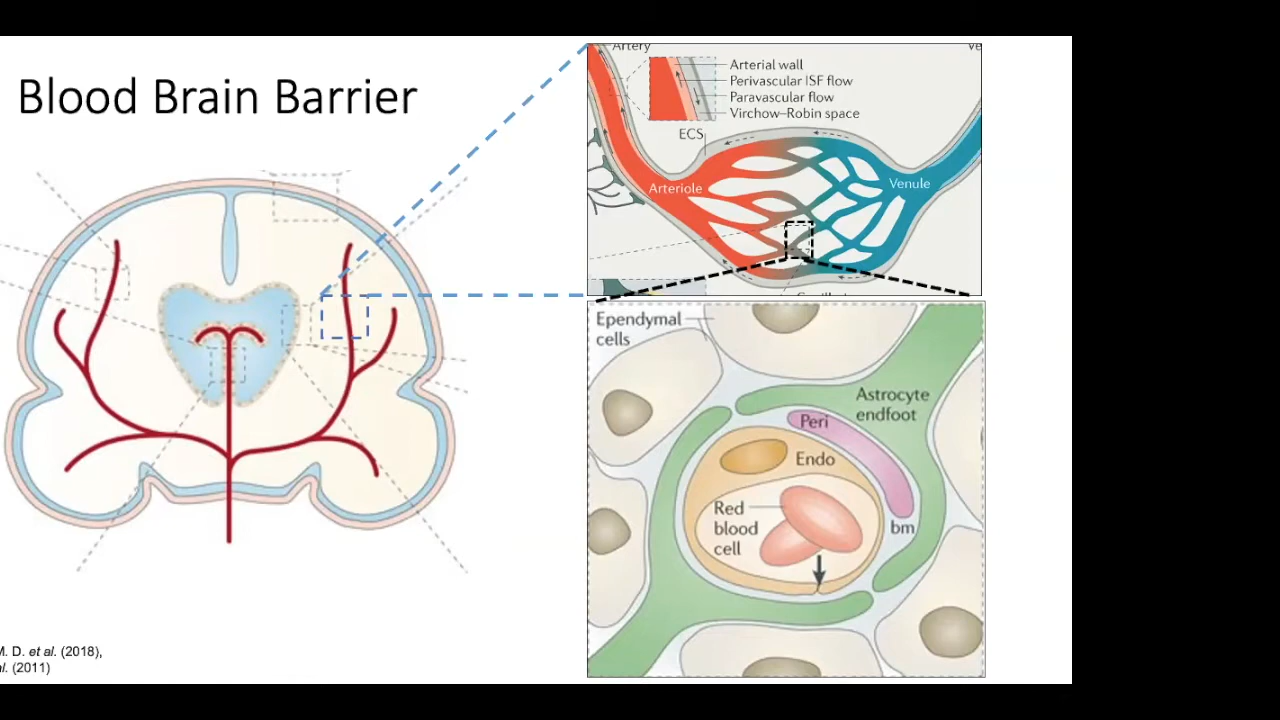 Blood Brain Barrier
Artery
Ve
Arterial wall
Perivascular ISF flow
Paravascular flow
Virchow–Robin space
ECS
Arteriole
Venule
Ependymal
cells
Astrocyte
endfoot
Peri
Endo
Red
blood
cell
bm
M. D. et al. (2018),
al. (2011)